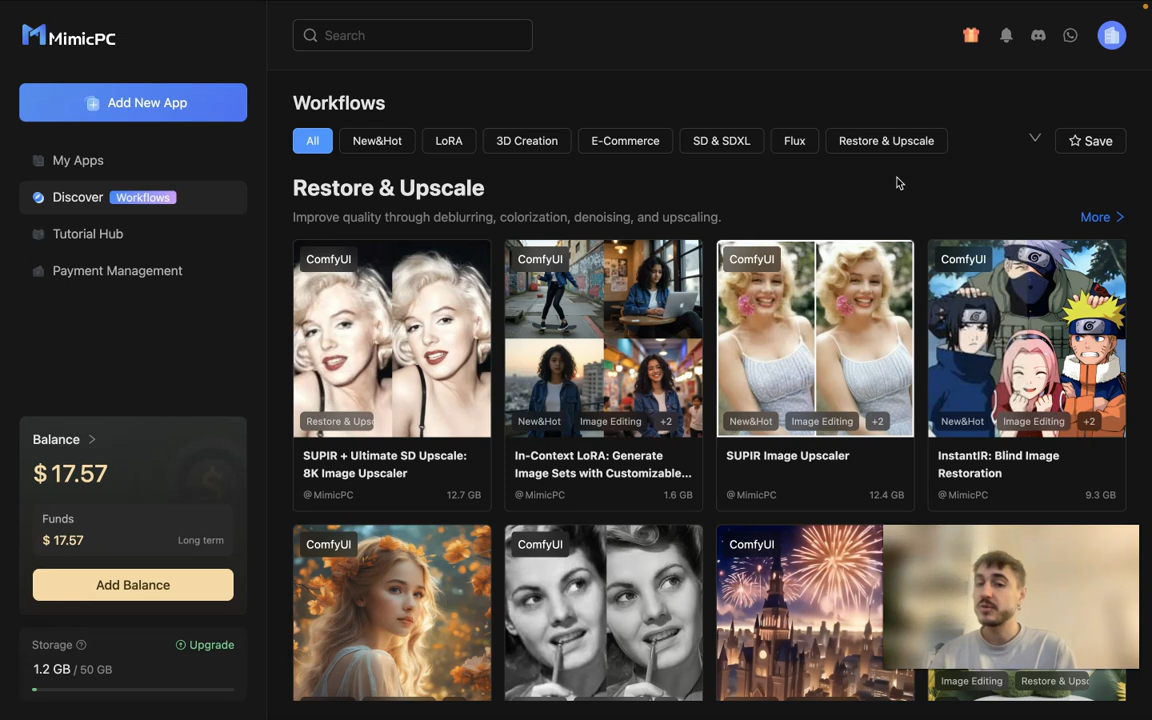 MimicPC
Search
Add New App
My Apps
Discover Workflows
Tutorial Hub
Payment Management
Workflows
All New&Hot LoRA 3D Creation E-Commerce SD & SDXL Flux Restore & Upscale Save
Restore & Upscale
Improve quality through deblurring, colorization, denoising, and upscaling.
More
ComfyUI ComfyUI ComfyUI ComfyUI
Restore & Upsc New&Hot Image Editing +2 New&Hot Image Editing +2 New&Hot Image Editing +2
SUPIR + Ultimate SD Upscale:
8K Image Upscaler
@MimicPC 12.7 GB
In-Context LoRA: Generate
Image Sets with Customizable...
@MimicPC 1.6 GB
SUPIR Image Upscaler
@MimicPC 12.4 GB
InstantIR: Blind Image
Restoration
@MimicPC 9.3 GB
ComfyUI ComfyUI ComfyUI
Image Editing Restore & Upsc
Balance
$ 17.57
Funds
$ 17.57 Long term
Add Balance
Storage Upgrade
1.2 GB / 50 GB